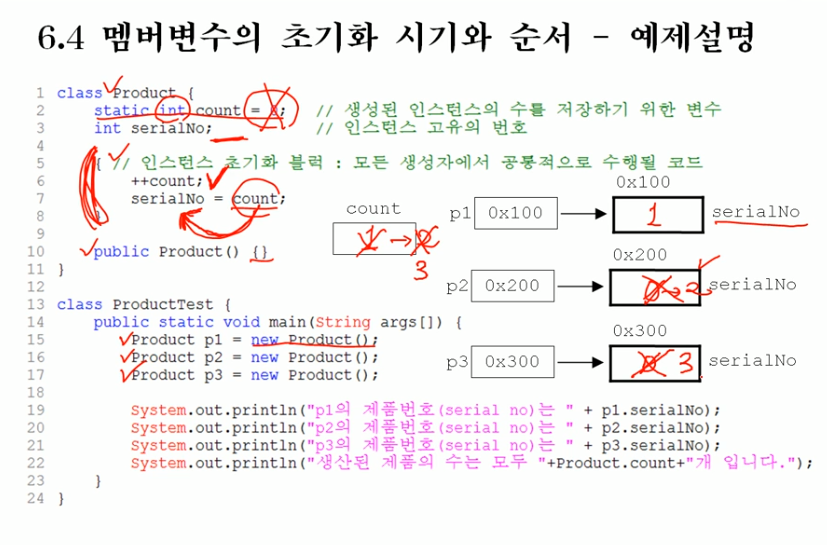 6.4 멤버변수의 초기화 시기와 순서 - 예제설명
1 class Product {
2 static int count = ; // 생성된 인스턴스의 수를 저장하기 위한 변수
3 int serialNo; // 인스턴스 고유의 번호
4
5 { // 인스턴스 초기화 블럭 : 모든 생성자에서 공통적으로 수행될 코드
6 ++count;
7 serialNo = count;
8 }
9
10 public Product() {}
11 }
12
13 class ProductTest {
14 public static void main(String args[]) {
15 Product p1 = new Product();
16 Product p2 = new Product();
17 Product p3 = new Product();
18
19 System.out.println("p1의 제품번호(serial no)는 " + p1.serialNo);
20 System.out.println("p2의 제품번호(serial no)는 " + p2.serialNo);
21 System.out.println("p3의 제품번호(serial no)는 " + p3.serialNo);
22 System.out.println("생산된 제품의 수는 모두 "+Product.count+"개 입니다.");
23 }
24 }
count
1 → 2
3
0x100
p1 0x100 1 serialNo
0x200
p2 0x200 0→2 serialNo
0x300
p3 0x300 0 3 serialNo